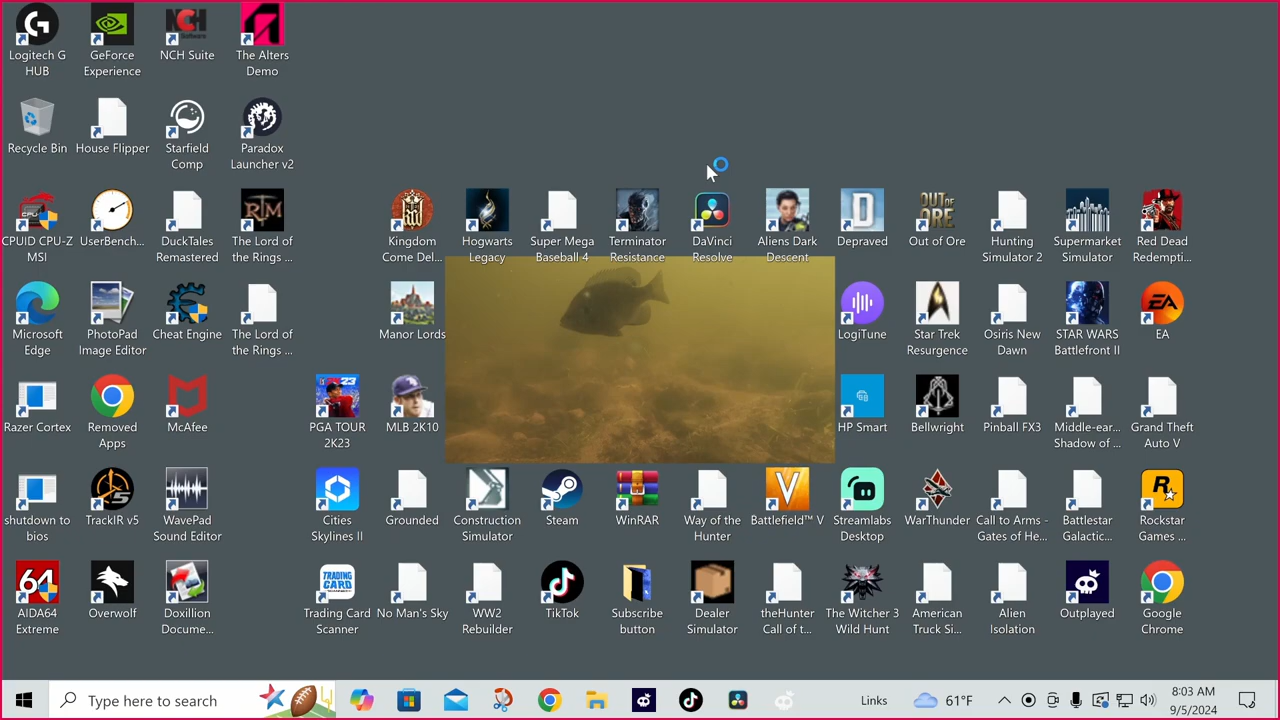 Logitech G
HUB
GeForce
Experience
NCH Suite
The Alters
Demo
Recycle Bin
House Flipper
Starfield
Comp
Paradox
Launcher v2
CPUID CPU-Z
MSI
UserBench...
DuckTales
Remastered
The Lord of
the Rings ...
Kingdom
Come Del...
Hogwarts
Legacy
Super Mega
Baseball 4
Terminator
Resistance
DaVinci
Resolve
Aliens Dark
Descent
Depraved
Out of Ore
Hunting
Simulator 2
Supermarket
Simulator
Red Dead
Redempti...
Microsoft
Edge
PhotoPad
Image Editor
Cheat Engine
The Lord of
the Rings ...
Manor Lords
LogiTune
Star Trek
Resurgence
Osiris New
Dawn
STAR WARS
Battlefront II
EA
Razer Cortex
Removed
Apps
McAfee
PGA TOUR
2K23
MLB 2K10
HP Smart
Bellwright
Pinball FX3
Middle-ear...
Shadow of ...
Grand Theft
Auto V
shutdown to
bios
TrackIR v5
WavePad
Sound Editor
Cities
Skylines II
Grounded
Construction
Simulator
Steam
WinRAR
Way of the
Hunter
Battlefield™ V
Streamlabs
Desktop
WarThunder
Call to Arms -
Gates of He...
Battlestar
Galactic...
Rockstar
Games ...
AIDA64
Extreme
Overwolf
Doxillion
Docume...
Trading Card
Scanner
No Man's Sky
WW2
Rebuilder
TikTok
Subscribe
button
Dealer
Simulator
theHunter
Call of t...
The Witcher 3
Wild Hunt
American
Truck Si...
Alien
Isolation
Outplayed
Google
Chrome
Type here to search
Links
61°F
8:03 AM
9/5/2024